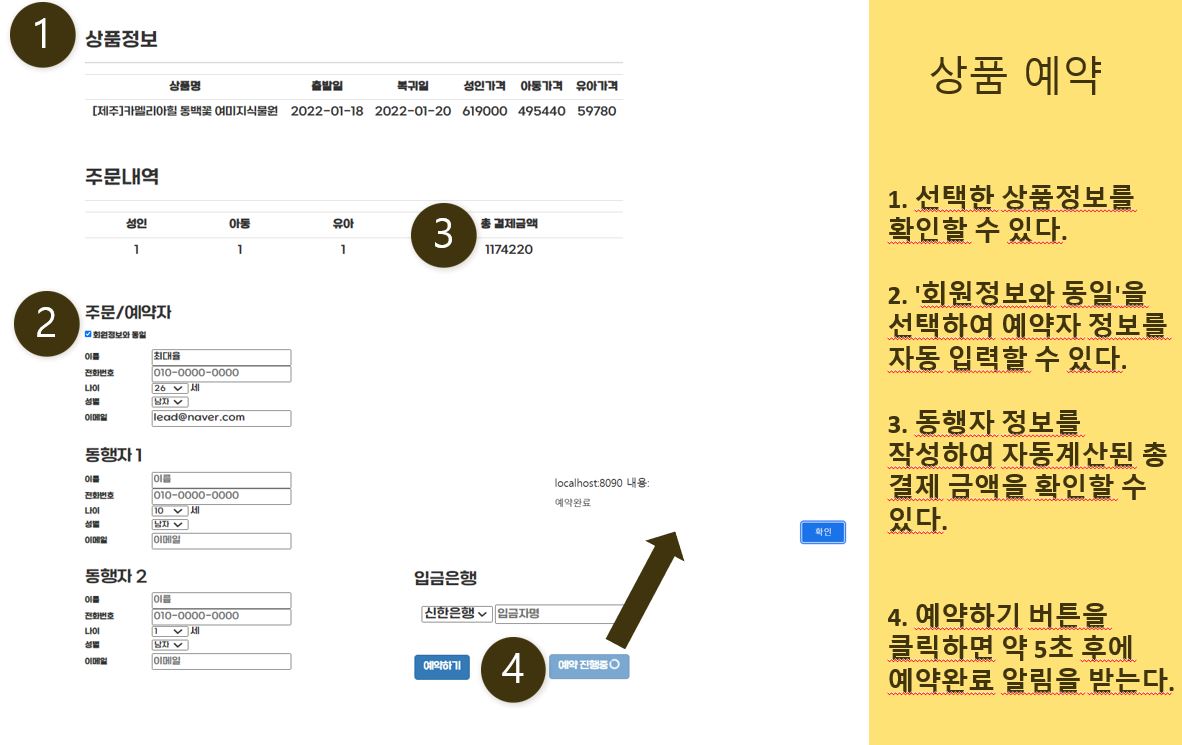 1
상품정보
상품명 출발일 복귀일 성인가격 아동가격 유아가격
[제주]카멜리아힐 동백꽃 여미지식물원 2022-01-18 2022-01-20 619000 495440 59780
주문내역
성인 아동 유아 총 결제금액
1 1 1 1174220
3
2
주문/예약자
회원정보와 동일
이름 최대율
전화번호 010-0000-0000
나이 26 세
성별 남자
이메일 lead@naver.com
동행자 1
이름 이름
전화번호 010-0000-0000
나이 10 세
성별 남자
이메일 이메일
동행자 2
이름 이름
전화번호 010-0000-0000
나이 1 세
성별 남자
이메일 이메일
localhost:8090 내용:
예약완료
확인
입금은행
신한은행 입금자명
예약하기 4 예약 진행중
상품 예약
1. 선택한 상품정보를
확인할 수 있다.
2. '회원정보와 동일'을
선택하여 예약자 정보를
자동 입력할 수 있다.
3. 동행자 정보를
작성하여 자동계산된 총
결제 금액을 확인할 수
있다.
4. 예약하기 버튼을
클릭하면 약 5초 후에
예약완료 알림을 받는다.